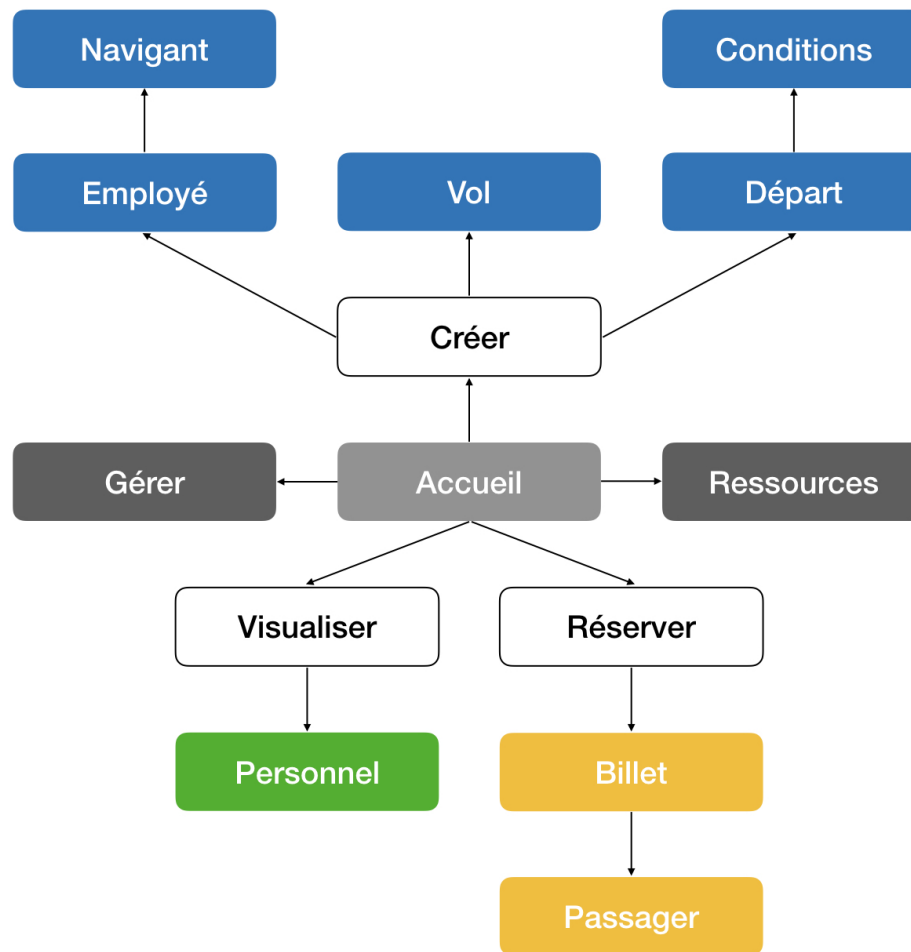 Navigant
Conditions
Employé
Vol
Départ
Créer
Gérer
Accueil
Ressources
Visualiser
Réserver
Personnel
Billet
Passager